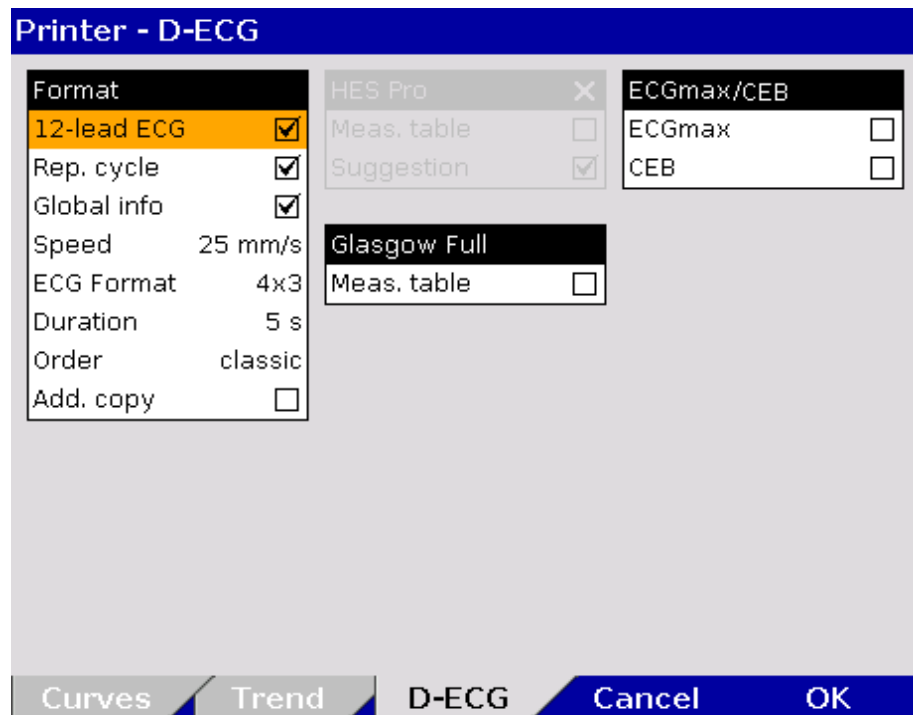 Printer - D-ECG
Format
12-lead ECG
Rep. cycle
Global info
Speed 25 mm/s
ECG Format 4x3
Duration 5 s
Order classic
Add. copy
HES Pro
Meas. table
Suggestion
Glasgow Full
Meas. table
ECGmax/CEB
ECGmax
CEB
Curves Trend D-ECG Cancel OK